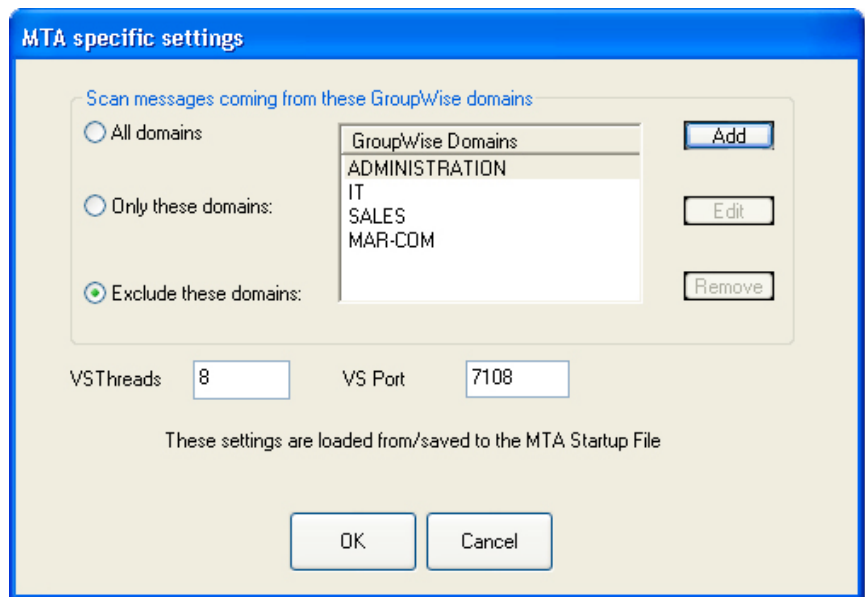 MTA specific settings
Scan messages coming from these GroupWise domains
All domains
Only these domains:
Exclude these domains:
GroupWise Domains
ADMINISTRATION
IT
SALES
MAR-COM
Add
Edit
Remove
VSThreads 8 VS Port 7108
These settings are loaded from/saved to the MTA Startup File
OK Cancel